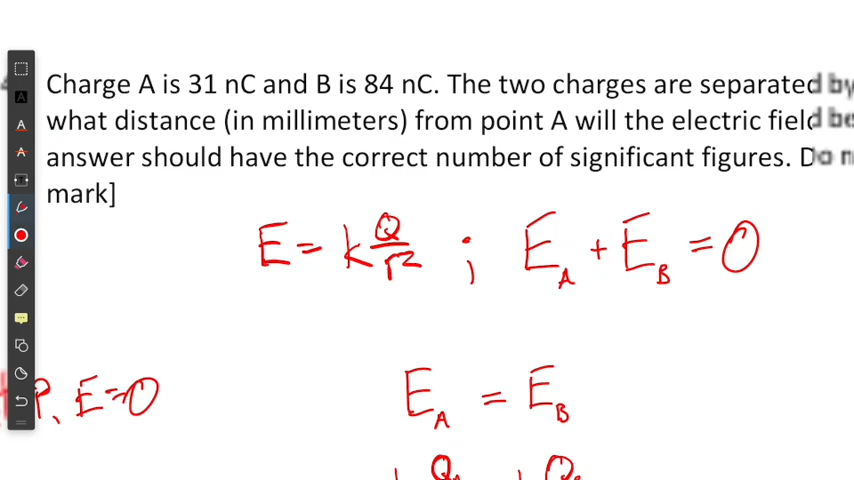 Charge A is 31 nC and B is 84 nC. The two charges are separated by
what distance (in millimeters) from point A will the electric field be
answer should have the correct number of significant figures. Do
mark]
E = k Q/r² ; E_A + E_B = 0
P, E=0
E_A = E_B